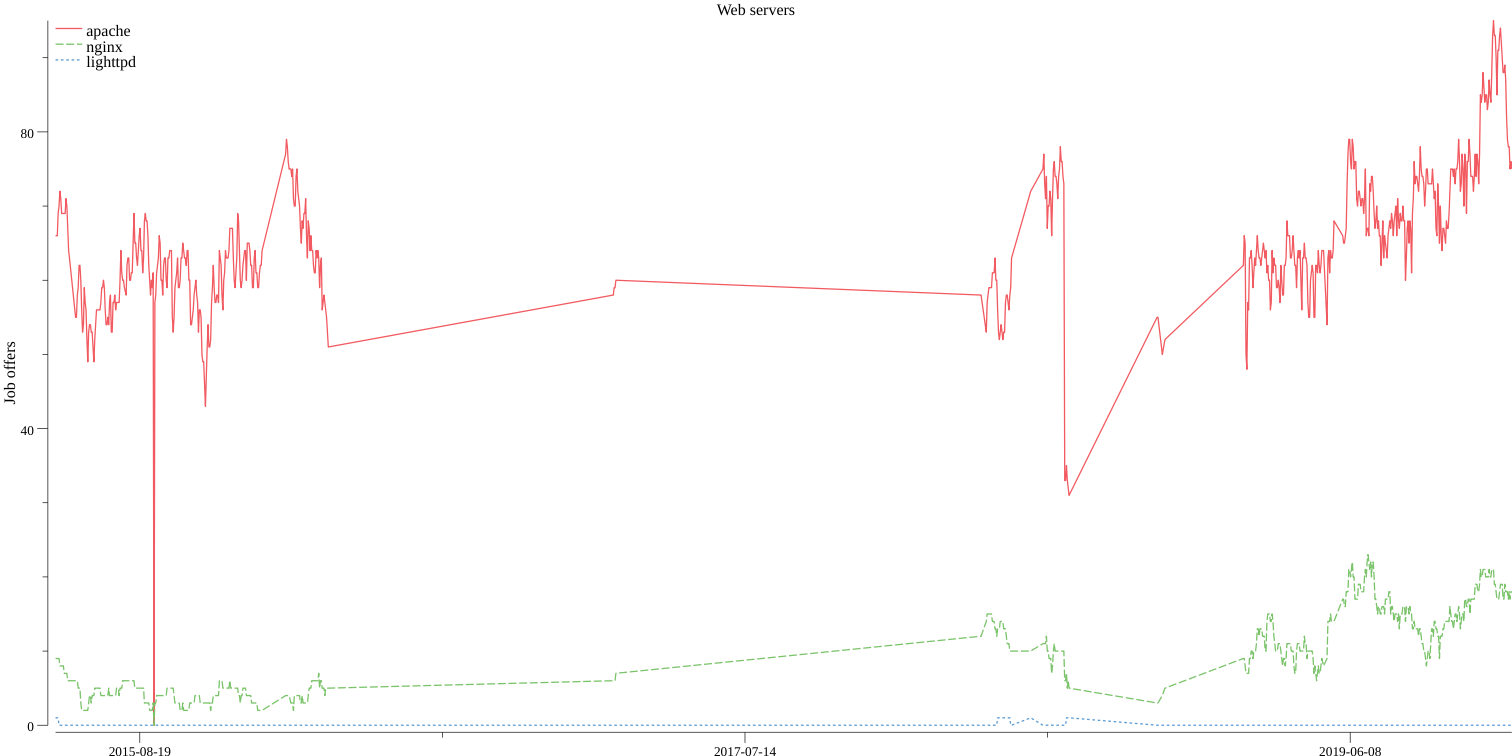 Web servers
apache
nginx
lighttpd
Job offers
80
40
0
2015-08-19
2017-07-14
2019-06-08